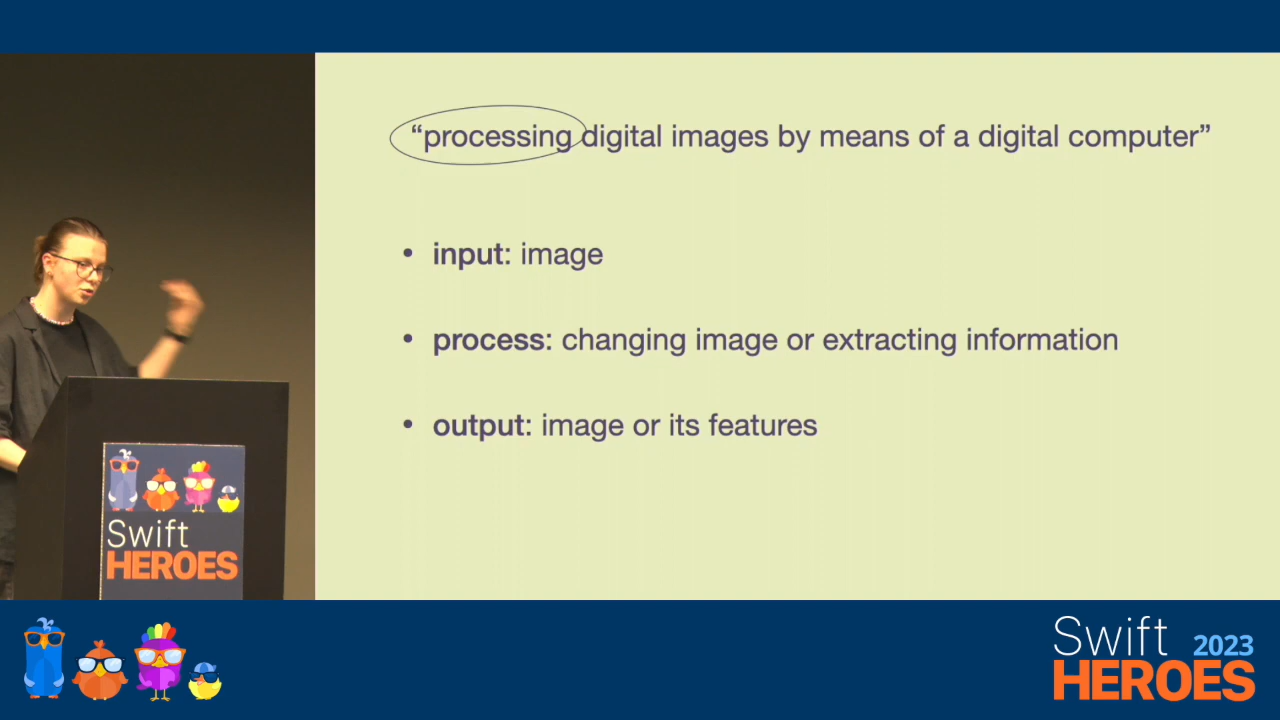 “processing digital images by means of a digital computer”
• input: image
• process: changing image or extracting information
• output: image or its features
Swift
HEROES
Swift 2023
HEROES